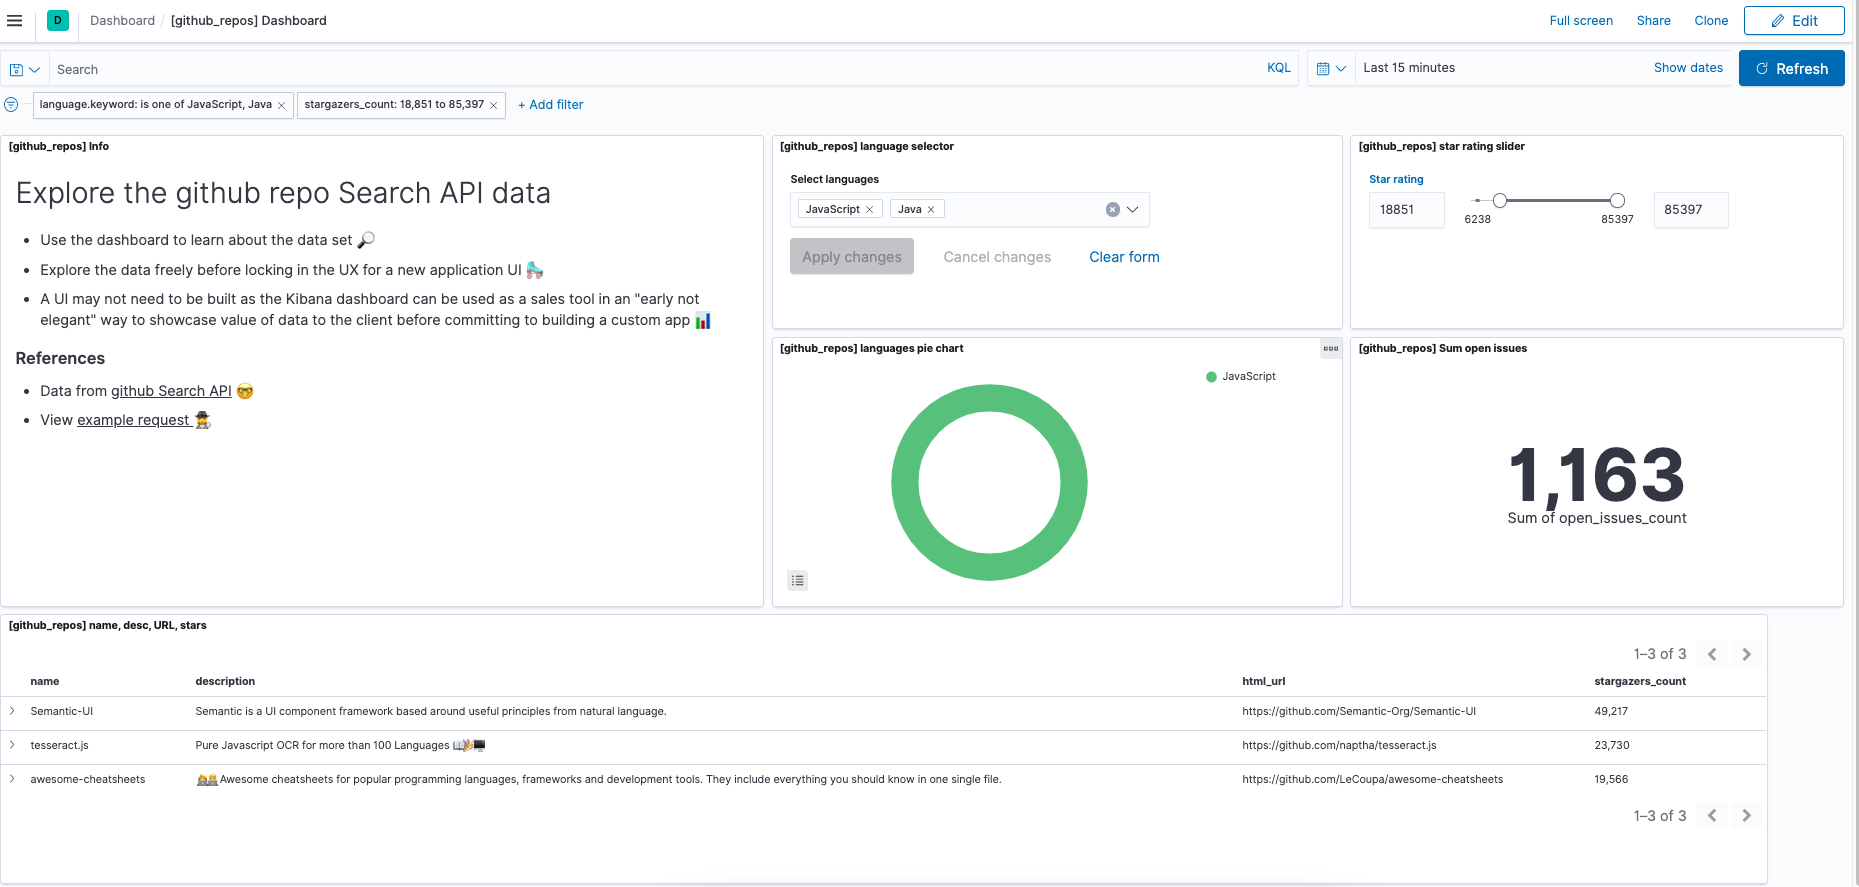 D Dashboard / [github_repos] Dashboard Full screen Share Clone Edit
Search KQL Last 15 minutes Show dates Refresh
language.keyword: is one of JavaScript, Java × stargazers_count: 18,851 to 85,397 × + Add filter
[github_repos] Info
Explore the github repo Search API data
• Use the dashboard to learn about the data set 🔎
• Explore the data freely before locking in the UX for a new application UI 🛼
• A UI may not need to be built as the Kibana dashboard can be used as a sales tool in an "early not
elegant" way to showcase value of data to the client before committing to building a custom app 📊
References
• Data from github Search API 🤓
• View example request 🕵
[github_repos] language selector
Select languages
JavaScript × Java ×
Apply changes Cancel changes Clear form
[github_repos] star rating slider
Star rating
18851 6238 85397 85397
[github_repos] languages pie chart
JavaScript
[github_repos] Sum open issues
1,163
Sum of open_issues_count
[github_repos] name, desc, URL, stars
1–3 of 3
name description html_url stargazers_count
Semantic-UI Semantic is a UI component framework based around useful principles from natural language. https://github.com/Semantic-Org/Semantic-UI 49,217
tesseract.js Pure Javascript OCR for more than 100 Languages 📖🎉🖥 https://github.com/naptha/tesseract.js 23,730
awesome-cheatsheets 👩‍💻👨‍💻Awesome cheatsheets for popular programming languages, frameworks and development tools. They include everything you should know in one single file. https://github.com/LeCoupa/awesome-cheatsheets 19,566
1–3 of 3